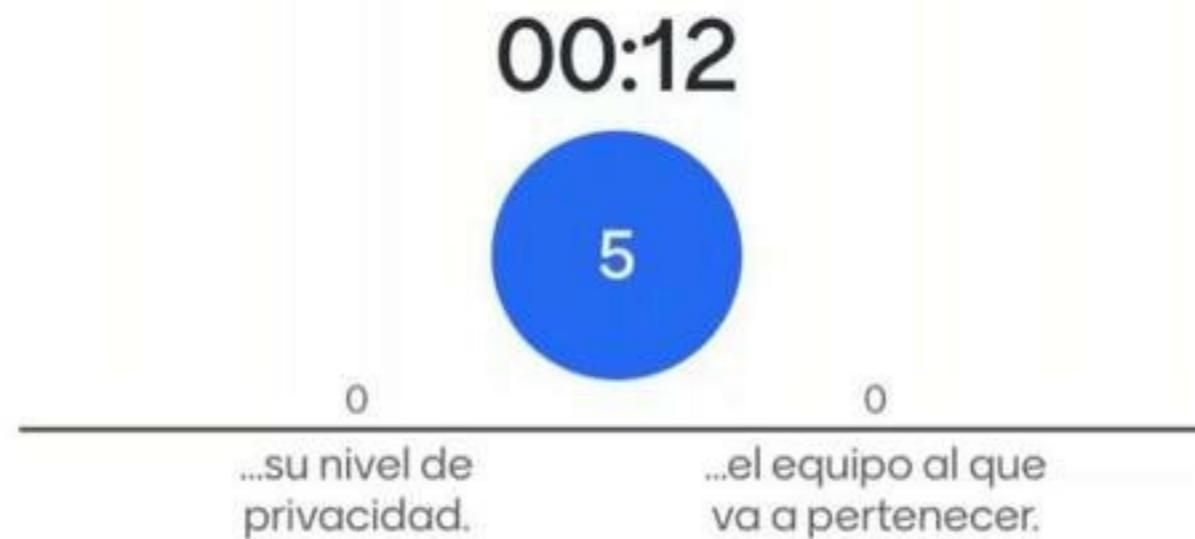 00:12
5
0
0
...su nivel de
privacidad.
...el equipo al que
va a pertenecer.